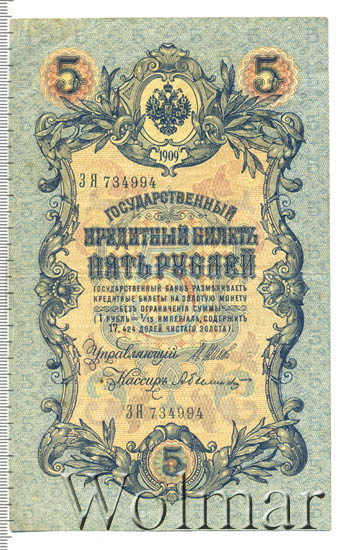 5 5
1909
ЗЯ 734994
ГОСУДАРСТВЕННЫЙ
КРЕДИТНЫЙ БИЛЕТЪ
ПЯТЬ РУБЛЕЙ
ГОСУДАРСТВЕННЫЙ БАНКЪ РАЗМѢНИВАЕТЪ
КРЕДИТНЫЕ БИЛЕТЫ НА ЗОЛОТУЮ МОНЕТУ
БЕЗЪ ОГРАНИЧЕНІЯ СУММЫ
(1 РУБЛЬ = 1/15 ИМПЕРІАЛА, СОДЕРЖИТЪ
17,424 ДОЛЕЙ ЧИСТАГО ЗОЛОТА).
Управляющій
Кассиръ
ЗЯ 734994
5
Wolmar